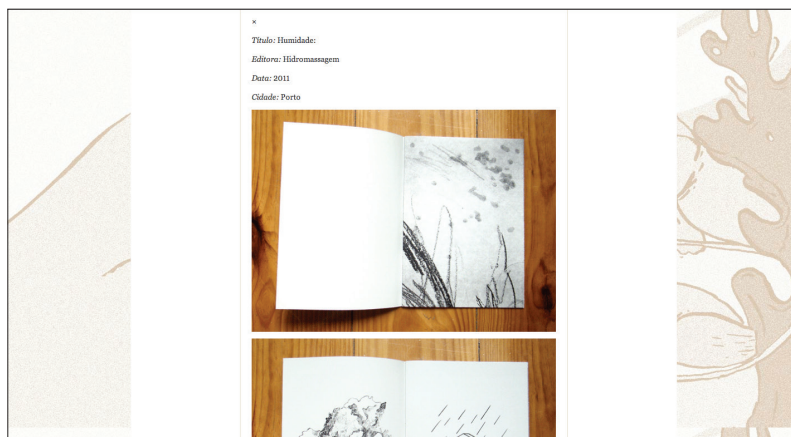 ×
Título: Humidade:
Editora: Hidromassagem
Data: 2011
Cidade: Porto